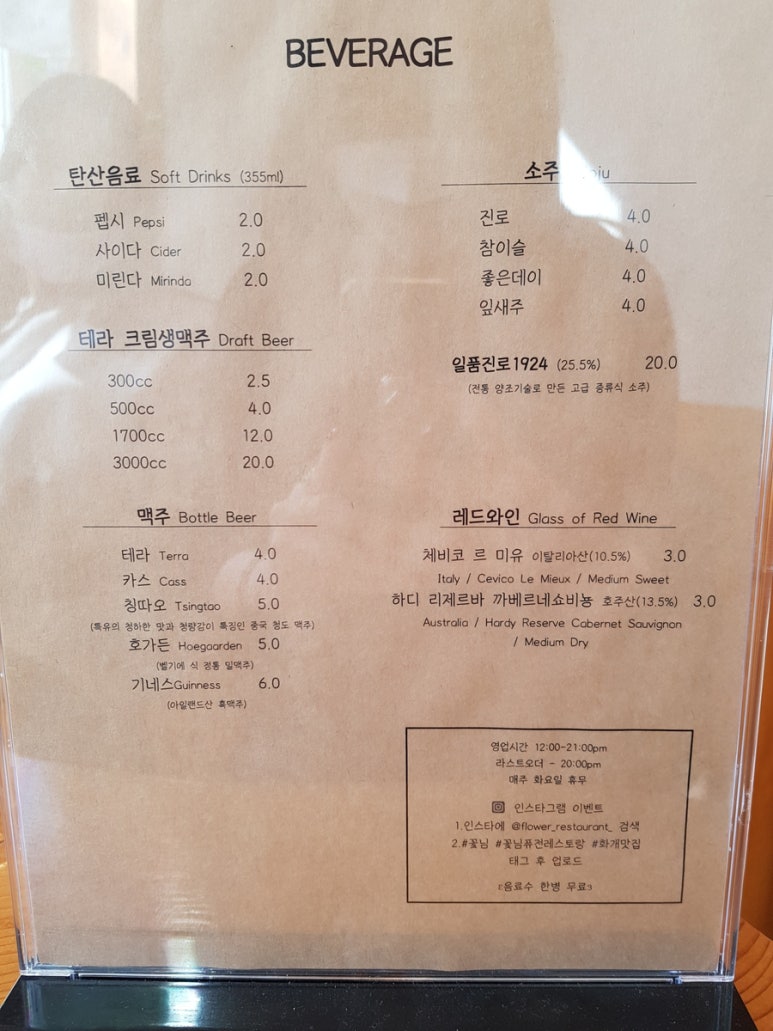 BEVERAGE
탄산음료 Soft Drinks (355ml)
펩시 Pepsi 2.0
사이다 Cider 2.0
미린다 Mirinda 2.0
테라 크림생맥주 Draft Beer
300cc 2.5
500cc 4.0
1700cc 12.0
3000cc 20.0
맥주 Bottle Beer
테라 Terra 4.0
카스 Cass 4.0
칭따오 Tsingtao 5.0
(특유의 청하한 맛과 청량감이 특징인 중국 청도 맥주)
호가든 Hoegaarden 5.0
(벨기에 식 정통 밀맥주)
기네스Guinness 6.0
(아일랜드산 흑맥주)
소주
진로 4.0
참이슬 4.0
좋은데이 4.0
잎새주 4.0
일품진로1924 (25.5%) 20.0
(전통 양조기술로 만든 고급 증류식 소주)
레드와인 Glass of Red Wine
체비코 르 미유 이탈리아산(10.5%) 3.0
Italy / Cevico Le Mieux / Medium Sweet
하디 리제르바 까베르네쇼비뇽 호주산(13.5%) 3.0
Australia / Hardy Reserve Cabernet Sauvignon
/ Medium Dry
영업시간 12:00-21:00pm
라스트오더 - 20:00pm
매주 화요일 휴무
인스타그램 이벤트
1.인스타에 @flower_restaurant_ 검색
2.#꽃님 #꽃님퓨전레스토랑 #화개맛집
태그 후 업로드
ε음료수 한병 무료3